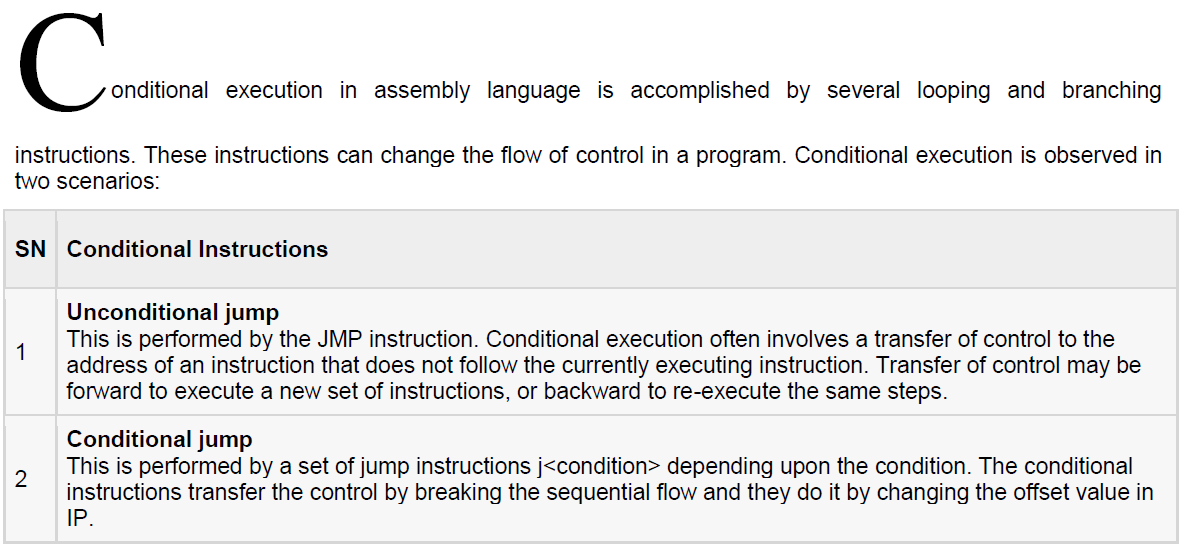 Conditional execution in assembly language is accomplished by several looping and branching
instructions. These instructions can change the flow of control in a program. Conditional execution is observed in
two scenarios:
SN Conditional Instructions
1
Unconditional jump
This is performed by the JMP instruction. Conditional execution often involves a transfer of control to the
address of an instruction that does not follow the currently executing instruction. Transfer of control may be
forward to execute a new set of instructions, or backward to re-execute the same steps.
2
Conditional jump
This is performed by a set of jump instructions j<condition> depending upon the condition. The conditional
instructions transfer the control by breaking the sequential flow and they do it by changing the offset value in
IP.